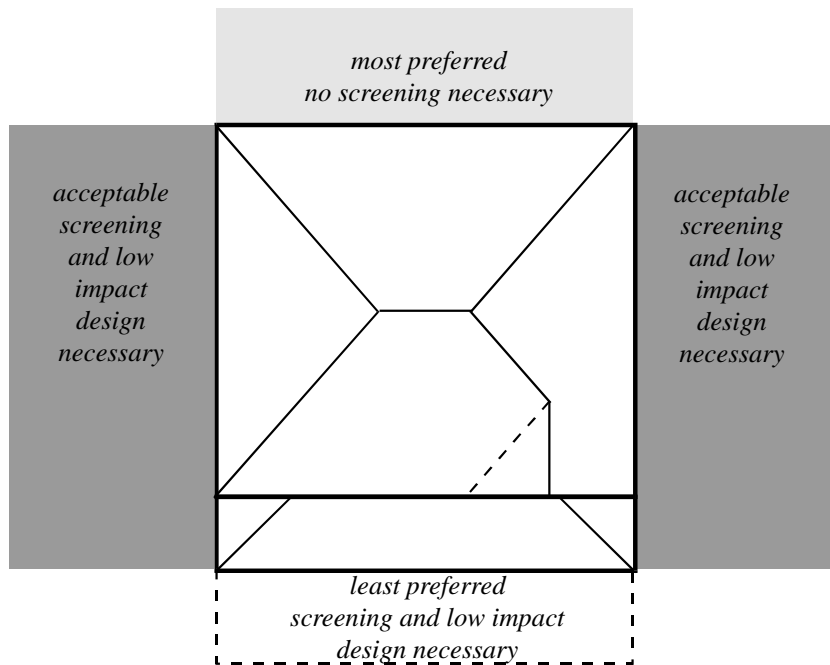 most preferred
no screening necessary
acceptable
screening
and low
impact
design
necessary
acceptable
screening
and low
impact
design
necessary
least preferred
screening and low impact
design necessary